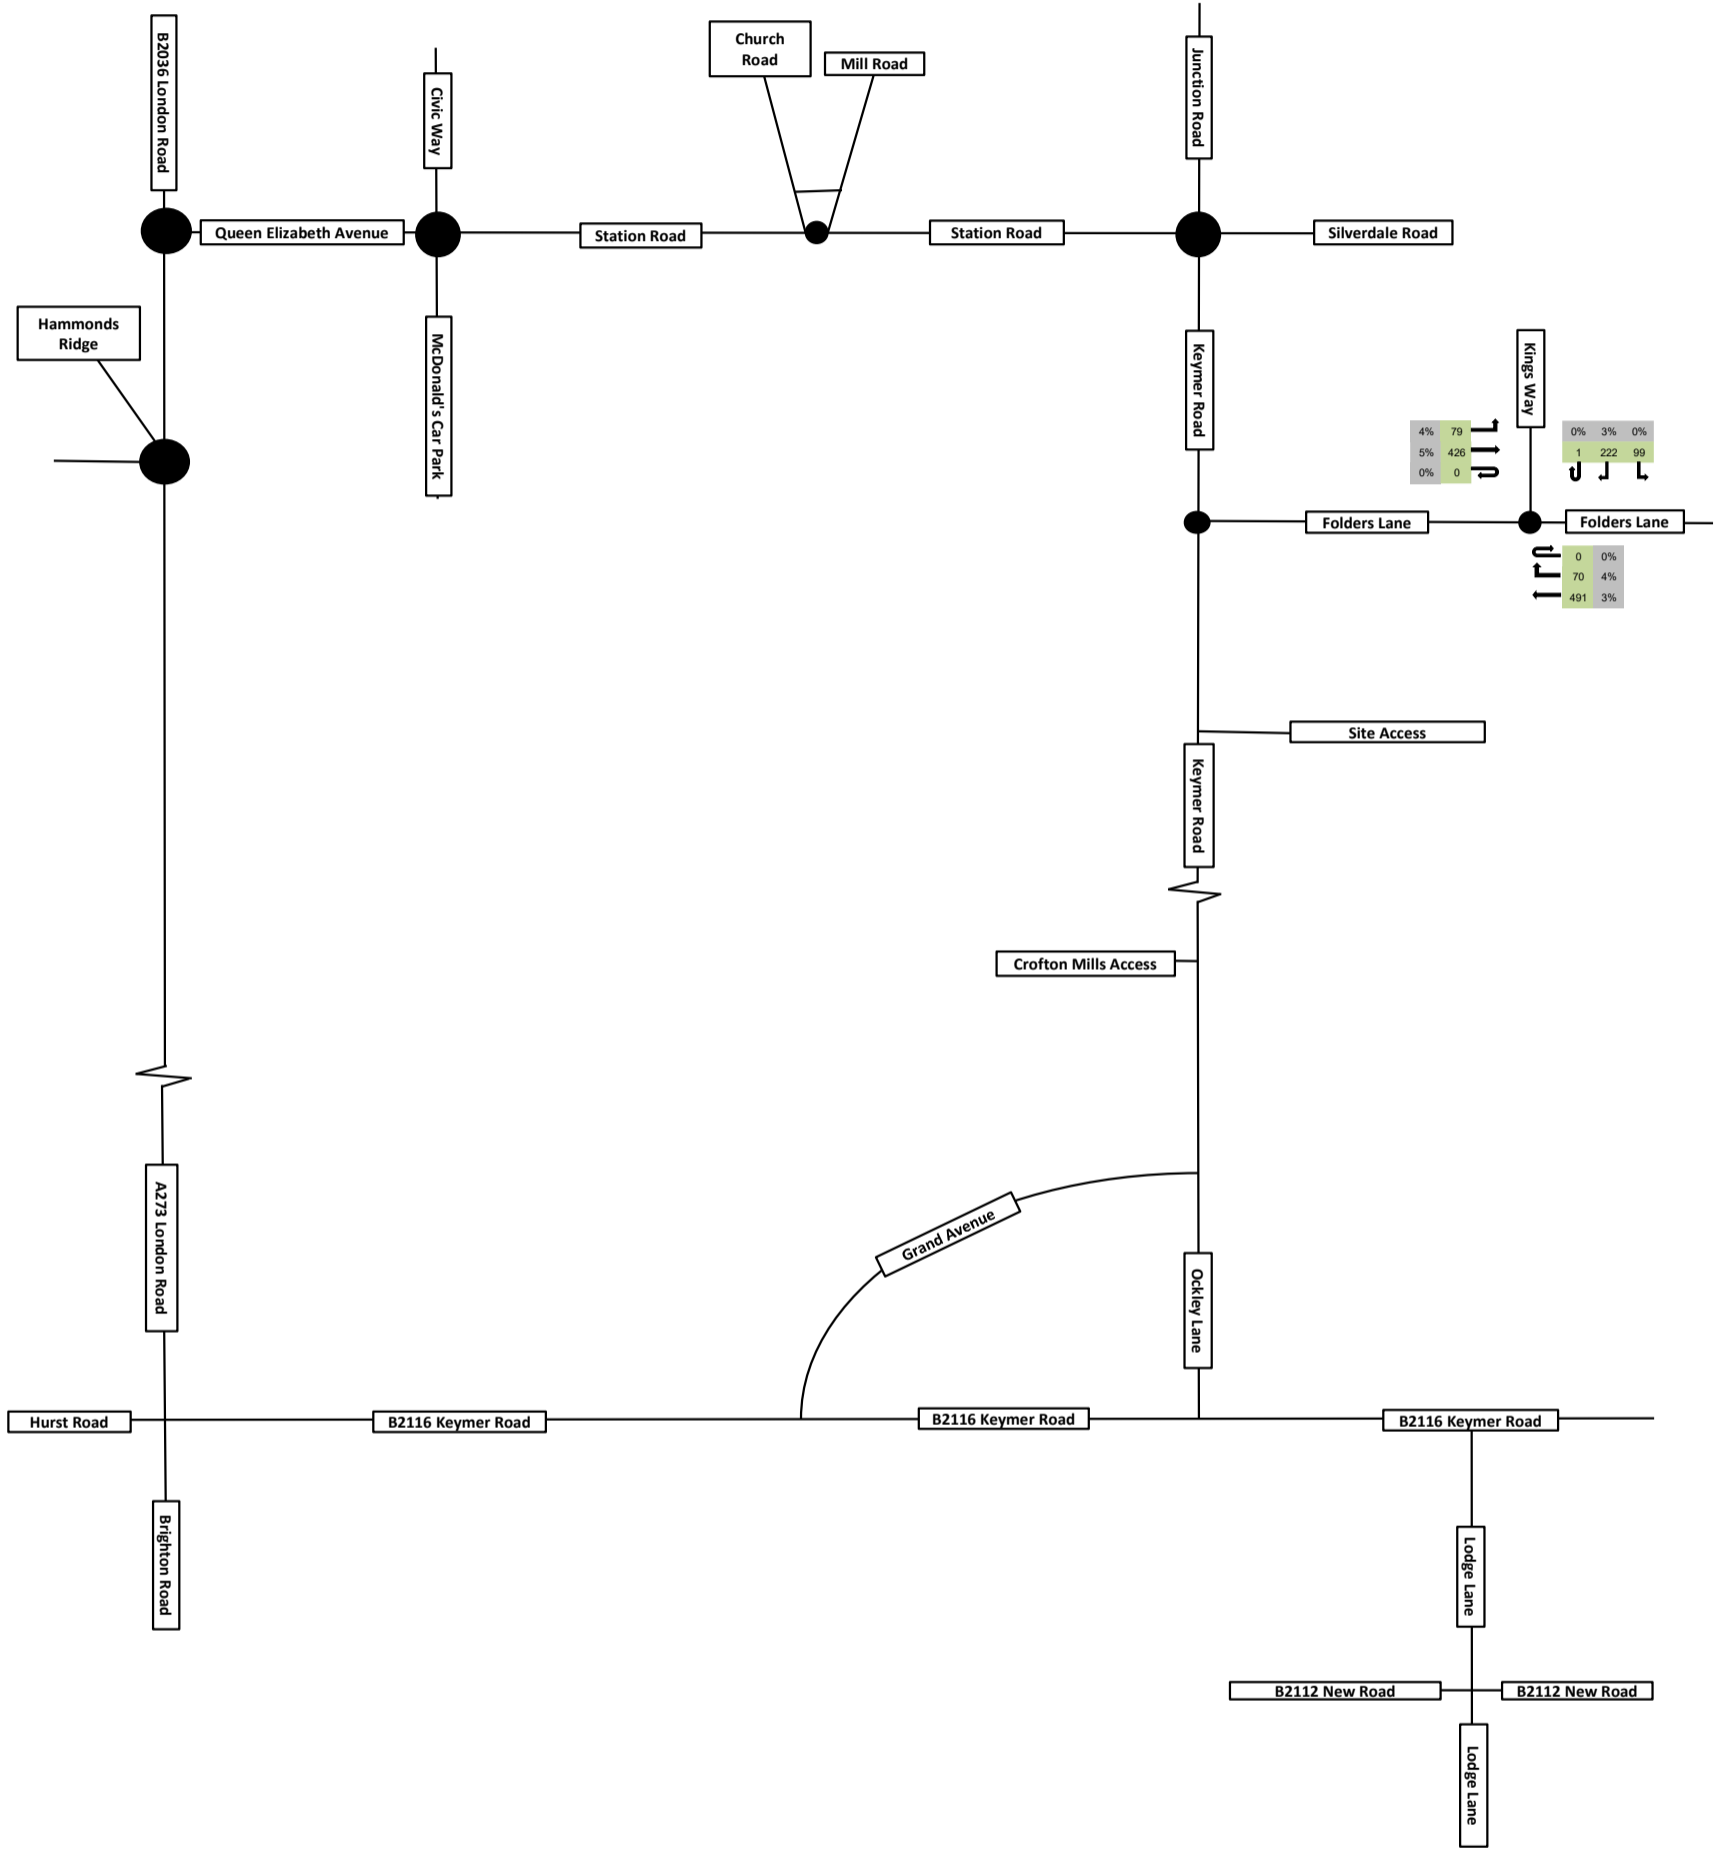 B2036 London Road
Civic Way
Church
Road
Mill Road
Junction Road
Queen Elizabeth Avenue
Station Road
Station Road
Silverdale Road
Hammonds
Ridge
McDonald's Car Park
Keymer Road
Kings Way
4% 79
5% 426
0% 0
0% 3% 0%
1 222 99
Folders Lane
Folders Lane
0 0%
70 4%
491 3%
Site Access
Keymer Road
Crofton Mills Access
A273 London Road
Grand Avenue
Ockley Lane
Hurst Road
B2116 Keymer Road
B2116 Keymer Road
B2116 Keymer Road
Brighton Road
Lodge Lane
B2112 New Road
B2112 New Road
Lodge Lane